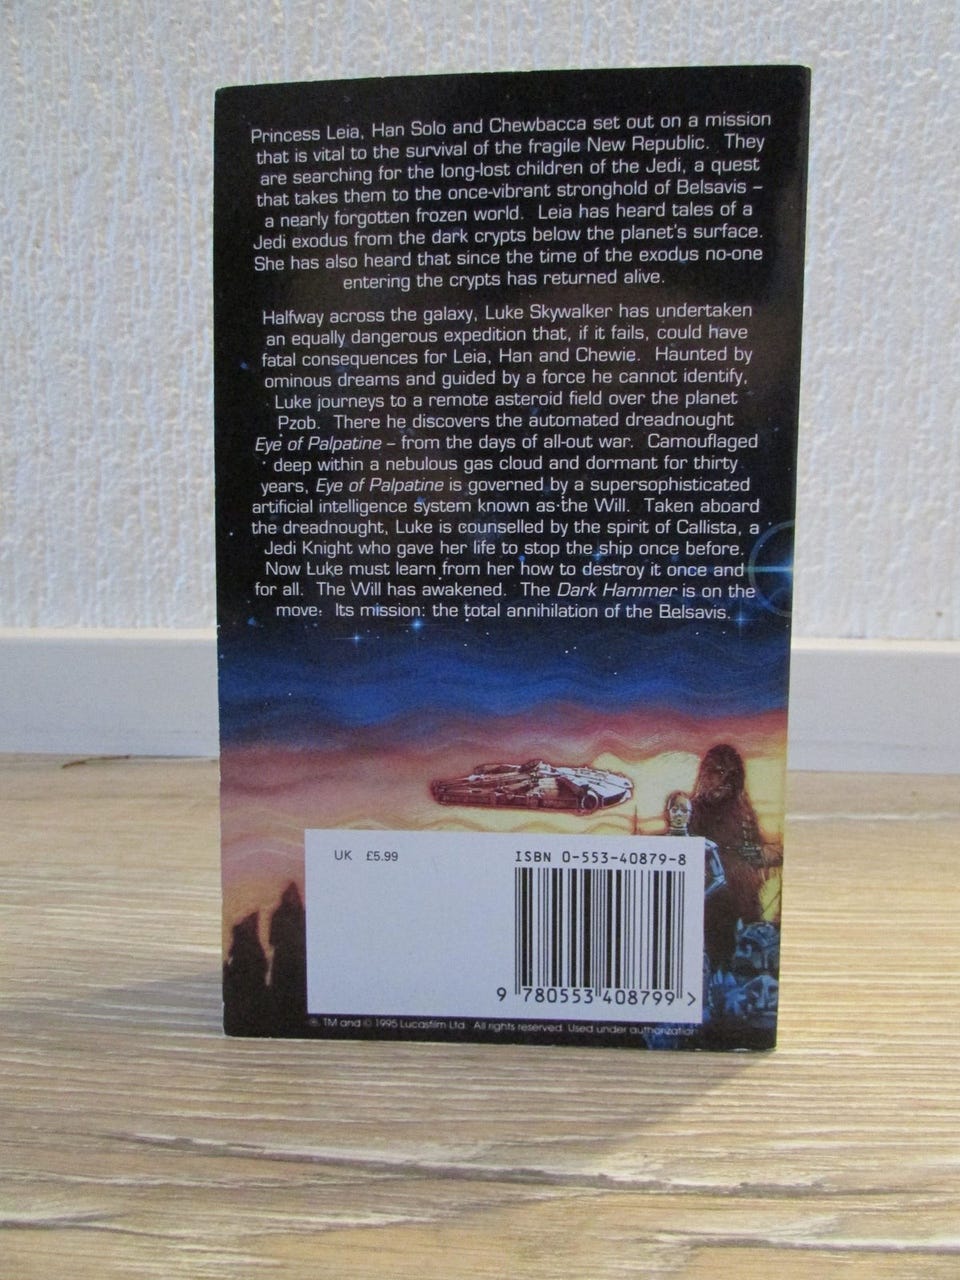 Princess Leia, Han Solo and Chewbacca set out on a mission
that is vital to the survival of the fragile New Republic. They
are searching for the long-lost children of the Jedi, a quest
that takes them to the once-vibrant stronghold of Belsavis –
a nearly forgotten frozen world. Leia has heard tales of a
Jedi exodus from the dark crypts below the planet's surface.
She has also heard that since the time of the exodus no-one
entering the crypts has returned alive.
Halfway across the galaxy, Luke Skywalker has undertaken
an equally dangerous expedition that, if it fails, could have
fatal consequences for Leia, Han and Chewie. Haunted by
ominous dreams and guided by a force he cannot identify,
Luke journeys to a remote asteroid field over the planet
Pzob. There he discovers the automated dreadnought
Eye of Palpatine – from the days of all-out war. Camouflaged
deep within a nebulous gas cloud and dormant for thirty
years, Eye of Palpatine is governed by a supersophisticated
artificial intelligence system known as the Will. Taken aboard
the dreadnought, Luke is counselled by the spirit of Callista, a
Jedi Knight who gave her life to stop the ship once before.
Now Luke must learn from her how to destroy it once and
for all. The Will has awakened. The Dark Hammer is on the
move. Its mission: the total annihilation of the Belsavis.
UK £5.99
ISBN 0-553-40879-8
9 780553 408799 >
®, TM and © 1995 Lucasfilm Ltd. All rights reserved. Used under authorization